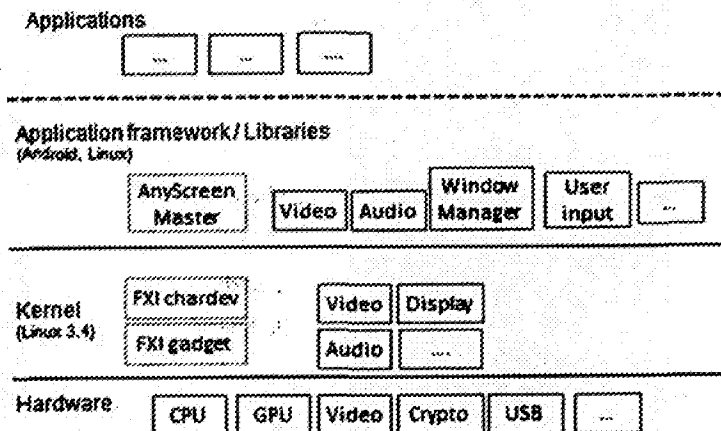 Applications
... ... ....
Application framework / Libraries
(Android, Linux)
AnyScreen Master
Video
Audio
Window Manager
User input
...
Kernel
(Linux 3.4)
FXI chardev
FXI gadget
Video
Display
Audio
....
Hardware
CPU
GPU
Video
Crypto
USB
...